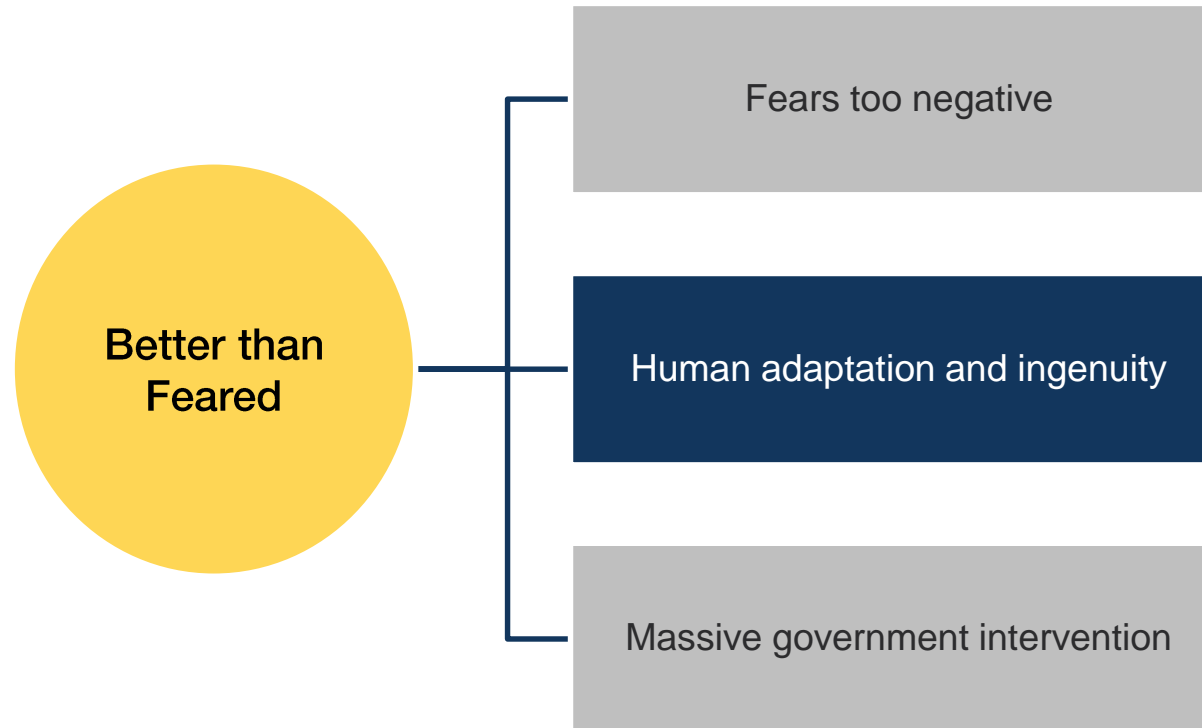 Fears too negative
Better than
Feared
Human adaptation and ingenuity
Massive government intervention